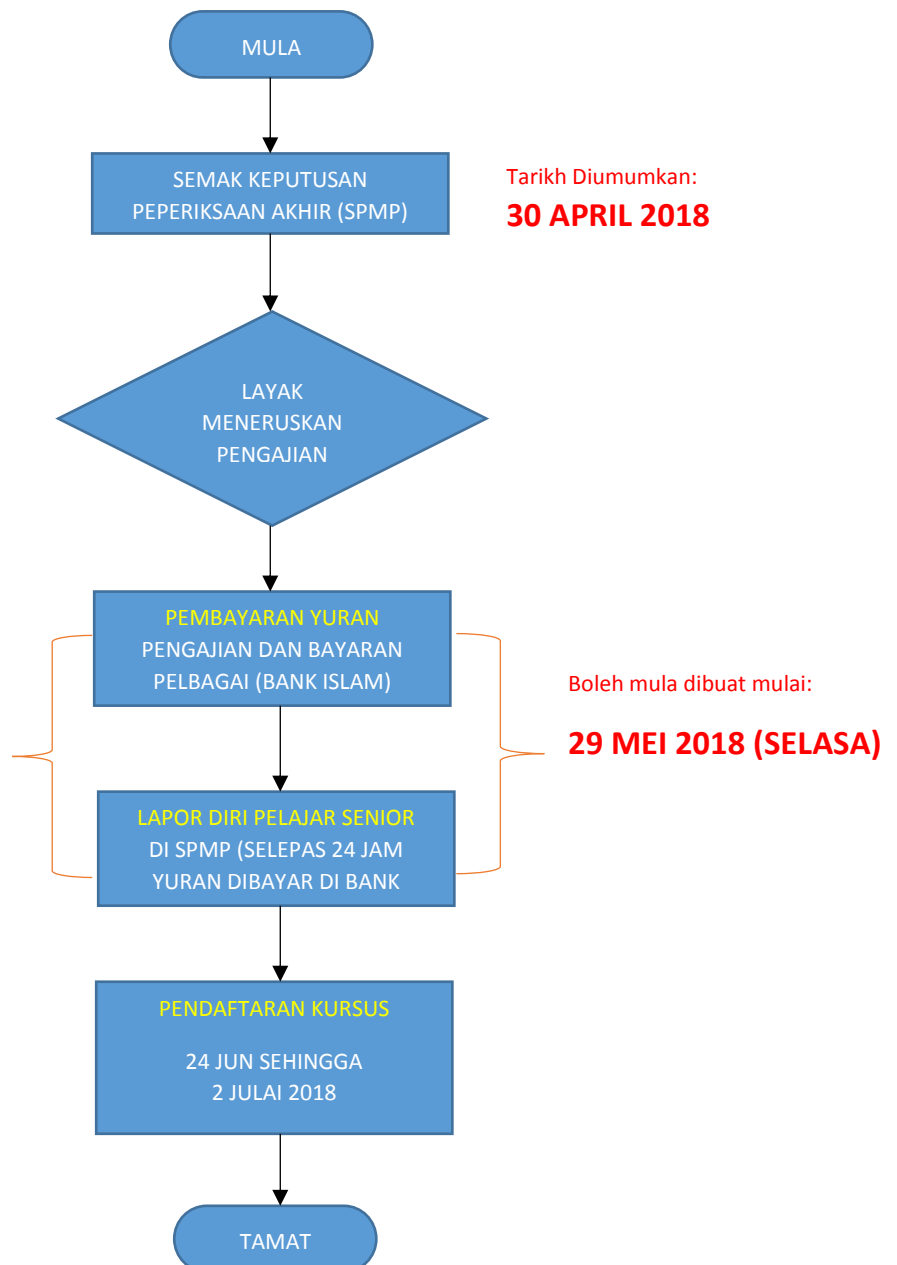 MULA
SEMAK KEPUTUSAN
PEPERIKSAAN AKHIR (SPMP)
Tarikh Diumumkan:
30 APRIL 2018
LAYAK
MENERUSKAN
PENGAJIAN
PEMBAYARAN YURAN
PENGAJIAN DAN BAYARAN
PELBAGAI (BANK ISLAM)
Boleh mula dibuat mulai:
29 MEI 2018 (SELASA)
LAPOR DIRI PELAJAR SENIOR
DI SPMP (SELEPAS 24 JAM
YURAN DIBAYAR DI BANK
PENDAFTARAN KURSUS
24 JUN SEHINGGA
2 JULAI 2018
TAMAT